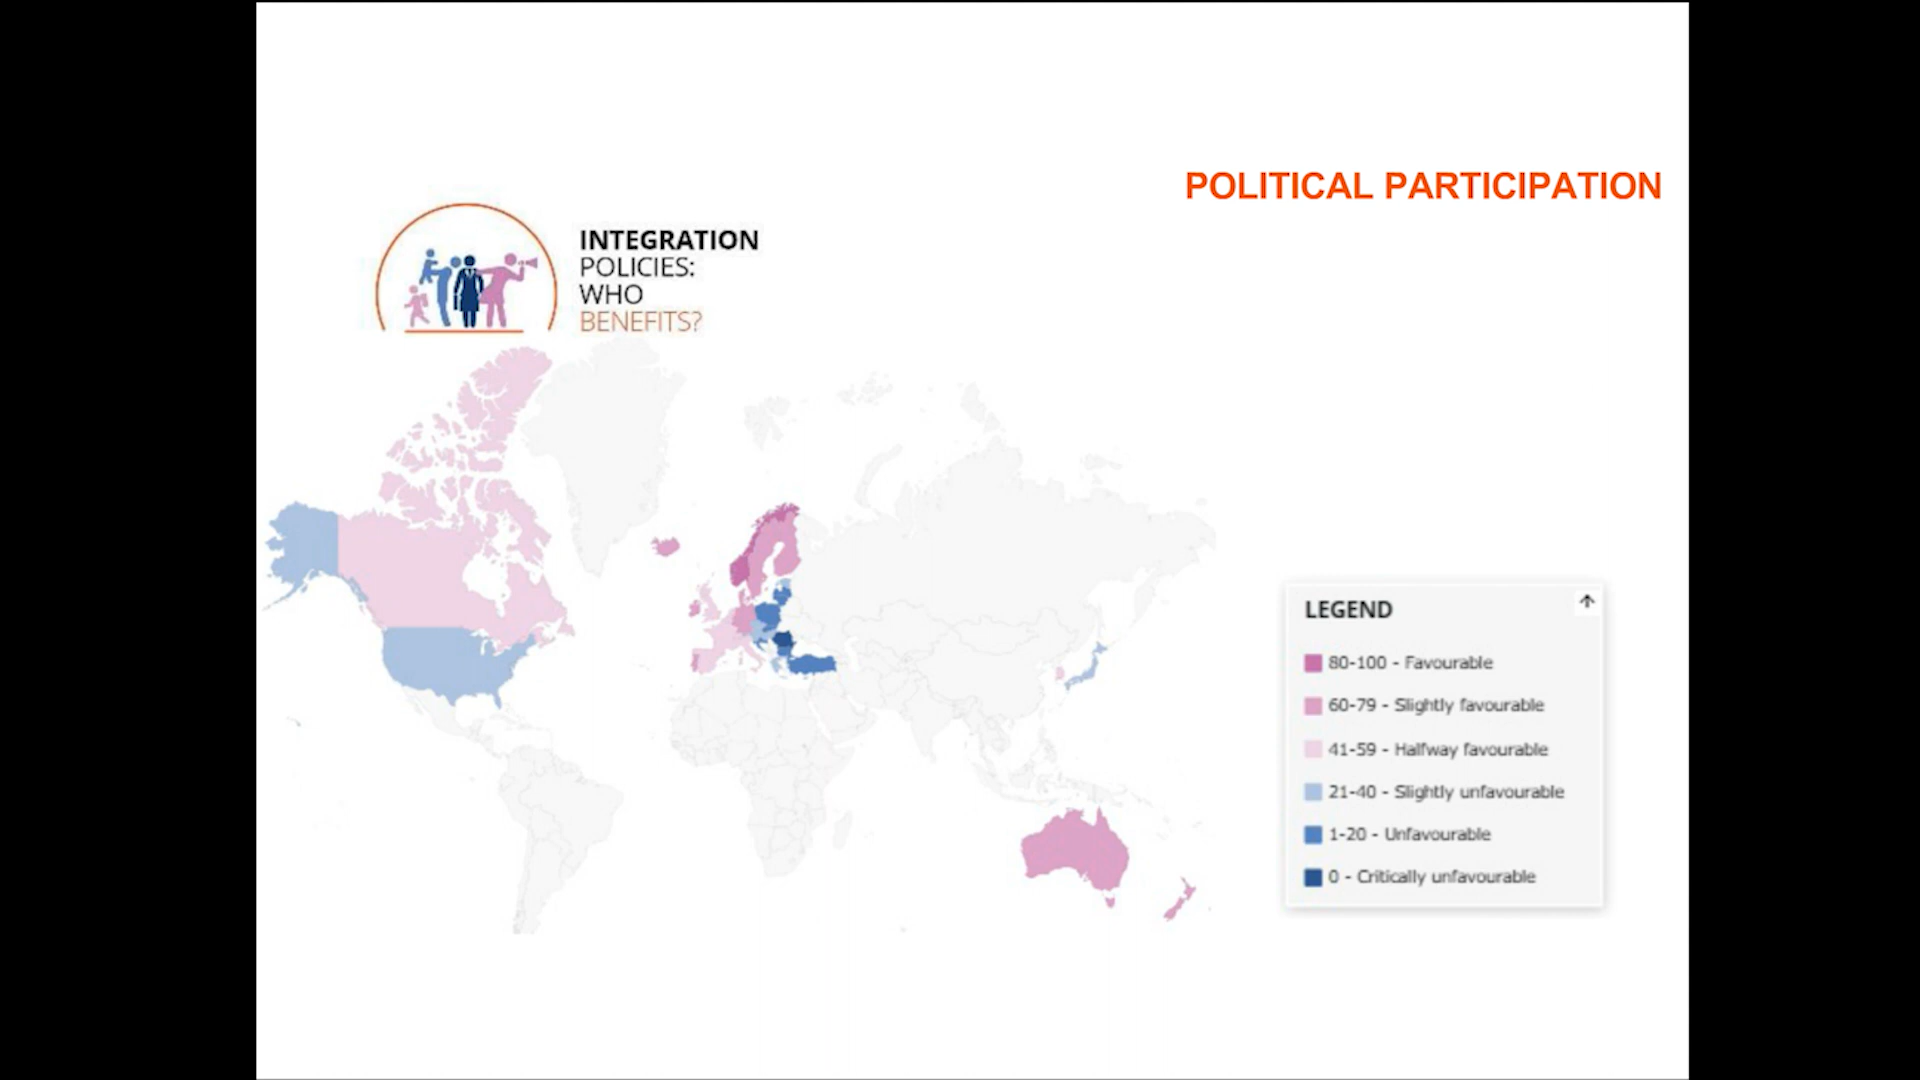 POLITICAL PARTICIPATION
INTEGRATION
POLICIES:
WHO
BENEFITS?
LEGEND
80-100 - Favourable
60-79 - Slightly favourable
41-59 - Halfway favourable
21-40 - Slightly unfavourable
1-20 - Unfavourable
0 - Critically unfavourable